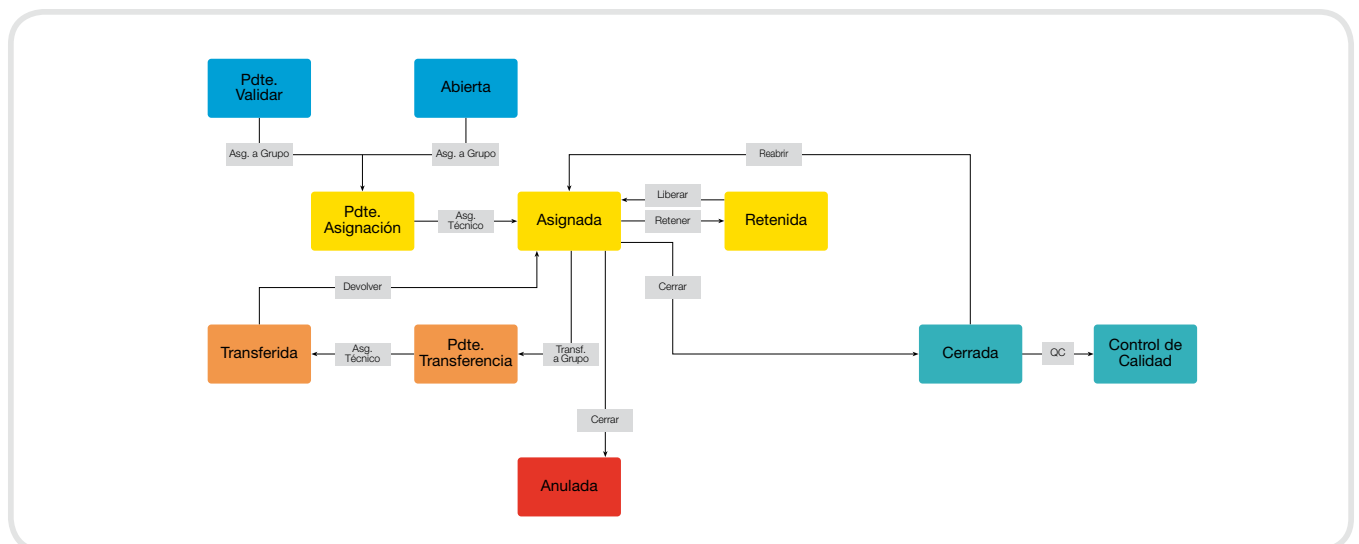 Pdte.
Validar
Abierta
Asg. a Grupo
Asg. a Grupo
Reabrir
Pdte.
Asignación
Asg.
Técnico
Asignada
Liberar
Retener
Retenida
Devolver
Cerrar
Transferida
Asg.
Técnico
Pdte.
Transferencia
Transf.
a Grupo
Cerrada
QC
Control de
Calidad
Cerrar
Anulada